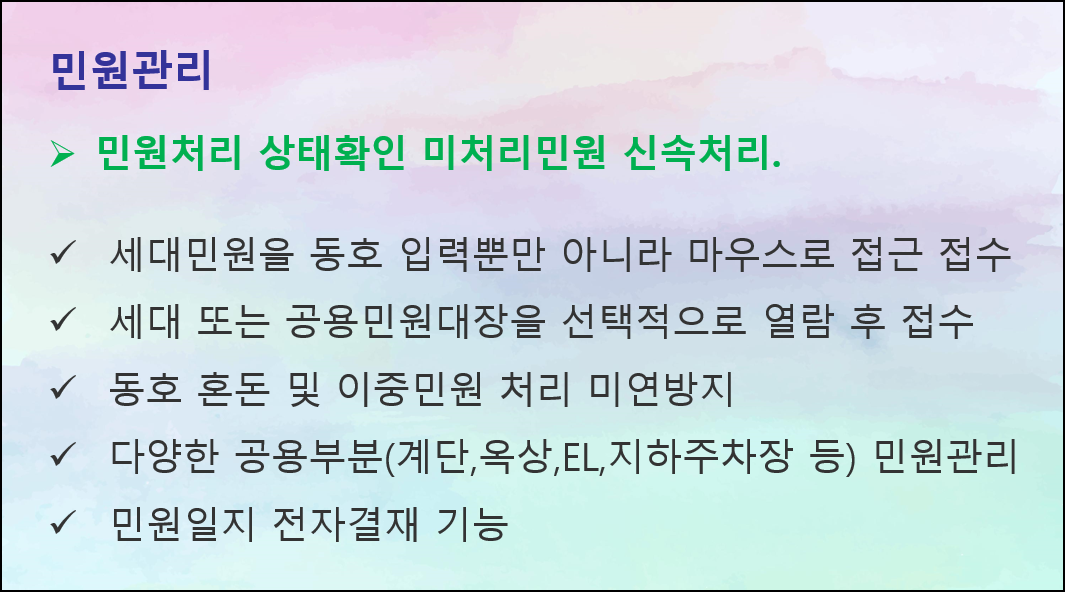 민원관리
➢ 민원처리 상태확인 미처리민원 신속처리.
✓ 세대민원을 동호 입력뿐만 아니라 마우스로 접근 접수
✓ 세대 또는 공용민원대장을 선택적으로 열람 후 접수
✓ 동호 혼돈 및 이중민원 처리 미연방지
✓ 다양한 공용부분(계단,옥상,EL,지하주차장 등) 민원관리
✓ 민원일지 전자결재 기능